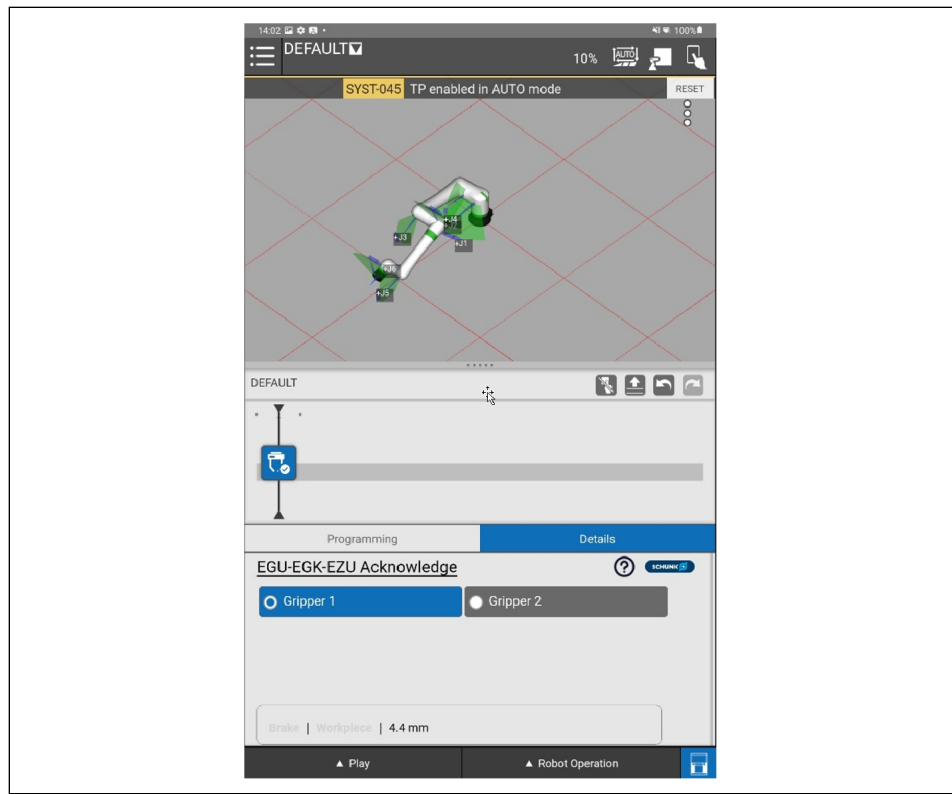 14:02
100%
DEFAULT
10%
AUTO
SYST-045 TP enabled in AUTO mode
RESET
+J4
+J3
+J1
+J6
+J5
DEFAULT
Programming
Details
EGU-EGK-EZU Acknowledge
?
SCHUNK
Gripper 1
Gripper 2
Brake | Workpiece | 4.4 mm
▲ Play
▲ Robot Operation